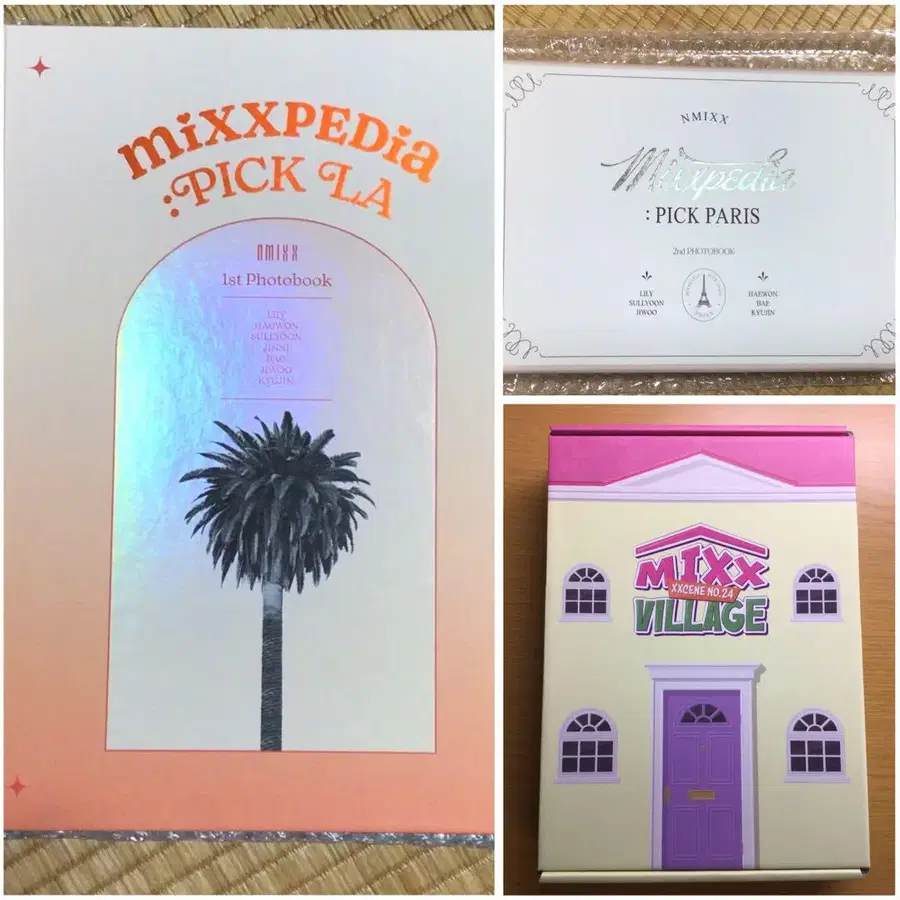 MiXXPEDia
:PICK LA
NMIXX
1st Photobook
LILY
HAEWON
SULLYOON
JINNI
BAE
JIWOO
KYUJIN
NMIXX
Mixxpedia
: PICK PARIS
2nd PHOTOBOOK
LILY
SULLYOON
JIWOO
HAEWON
BAE
KYUJIN
MIXX
XXCENE NO.24
VILLAGE